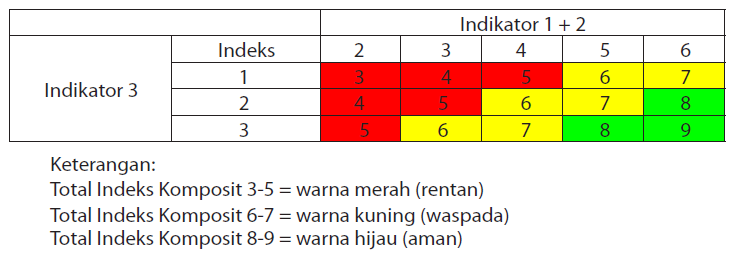 Indikator 1 + 2
Indeks 2 3 4 5 6
Indikator 3
1 3 4 5 6 7
2 4 5 6 7 8
3 5 6 7 8 9
Keterangan:
Total Indeks Komposit 3-5 = warna merah (rentan)
Total Indeks Komposit 6-7 = warna kuning (waspada)
Total Indeks Komposit 8-9 = warna hijau (aman)